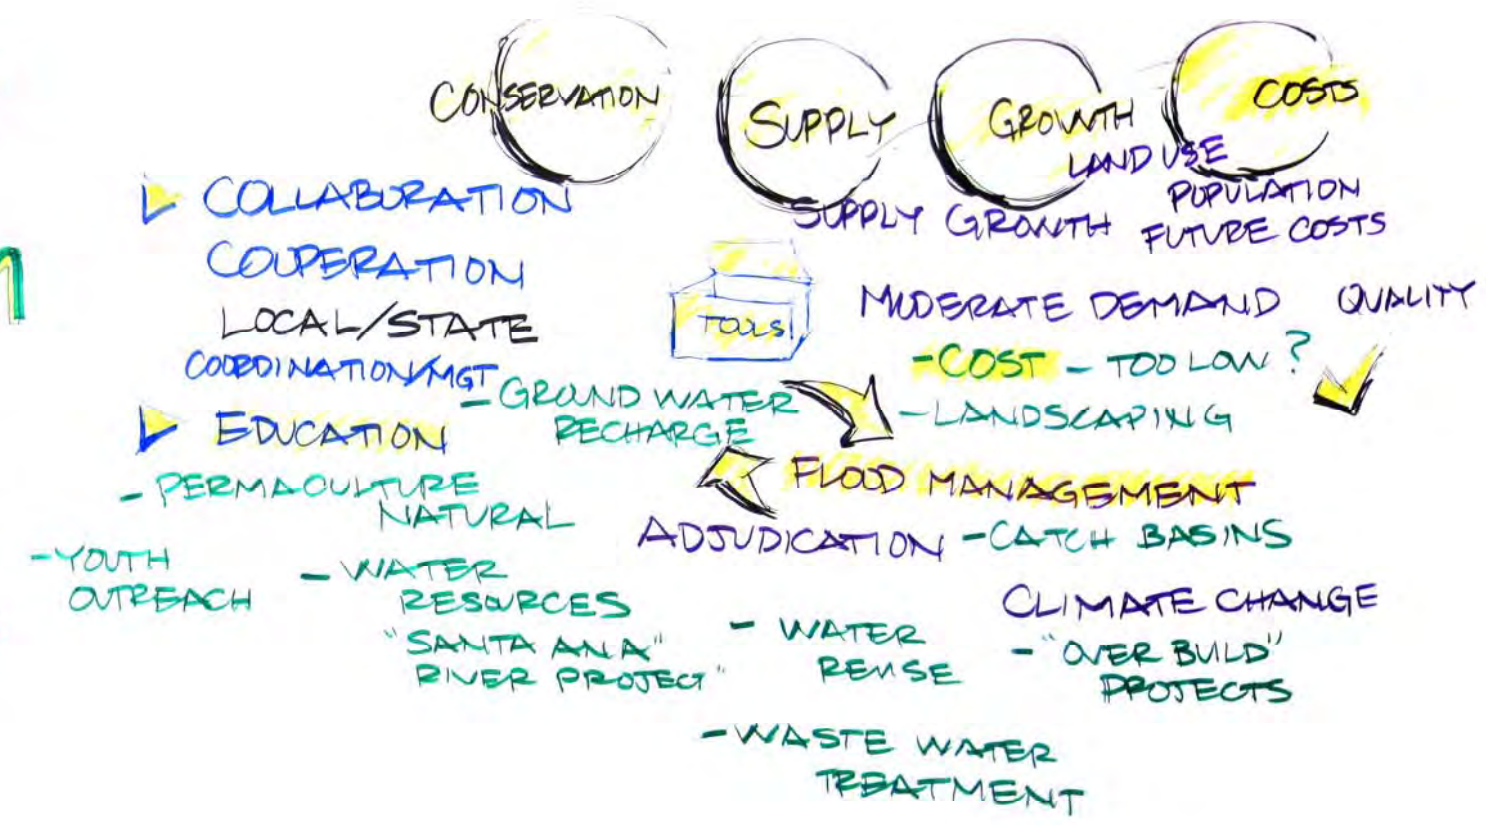 CONSERVATION
SUPPLY
GROWTH
COSTS
LAND USE
POPULATION
SUPPLY GROWTH
FUTURE COSTS
COLLABORATION
COOPERATION
LOCAL/STATE
COORDINATION/MGT
TOOLS
MODERATE DEMAND
QUALITY
- COST - TOO LOW?
- LANDSCAPING
- GROUND WATER
RECHARGE
EDUCATION
- PERMACULTURE
NATURAL
- YOUTH
OUTREACH
- WATER
RESOURCES
"SANTA ANA"
RIVER PROJECT"
FLOOD MANAGEMENT
ADJUDICATION
- CATCH BASINS
CLIMATE CHANGE
- "OVER BUILD"
PROJECTS
- WATER
REUSE
- WASTE WATER
TREATMENT